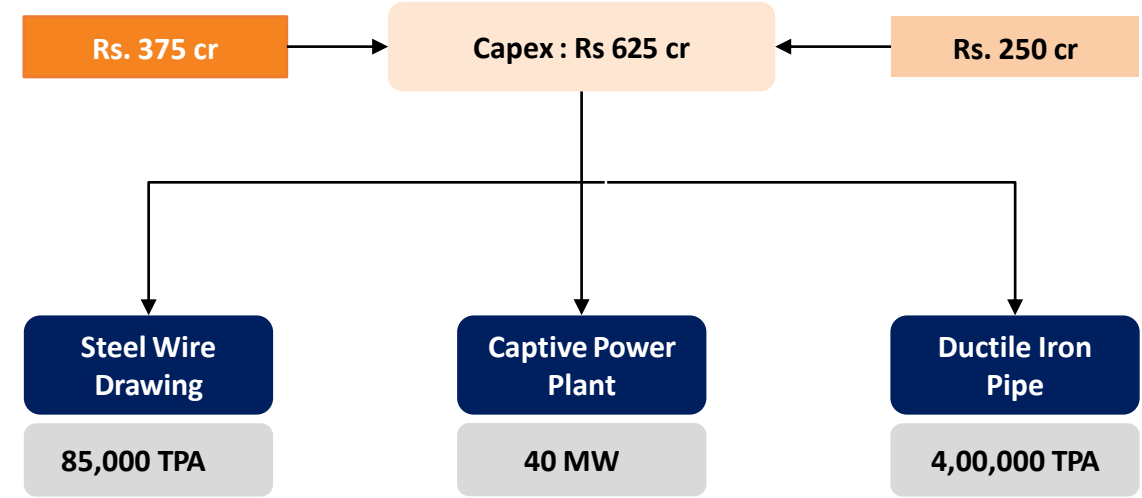 Rs. 375 cr
Capex : Rs 625 cr
Rs. 250 cr
Steel Wire
Drawing
Captive Power
Plant
Ductile Iron
Pipe
85,000 TPA
40 MW
4,00,000 TPA